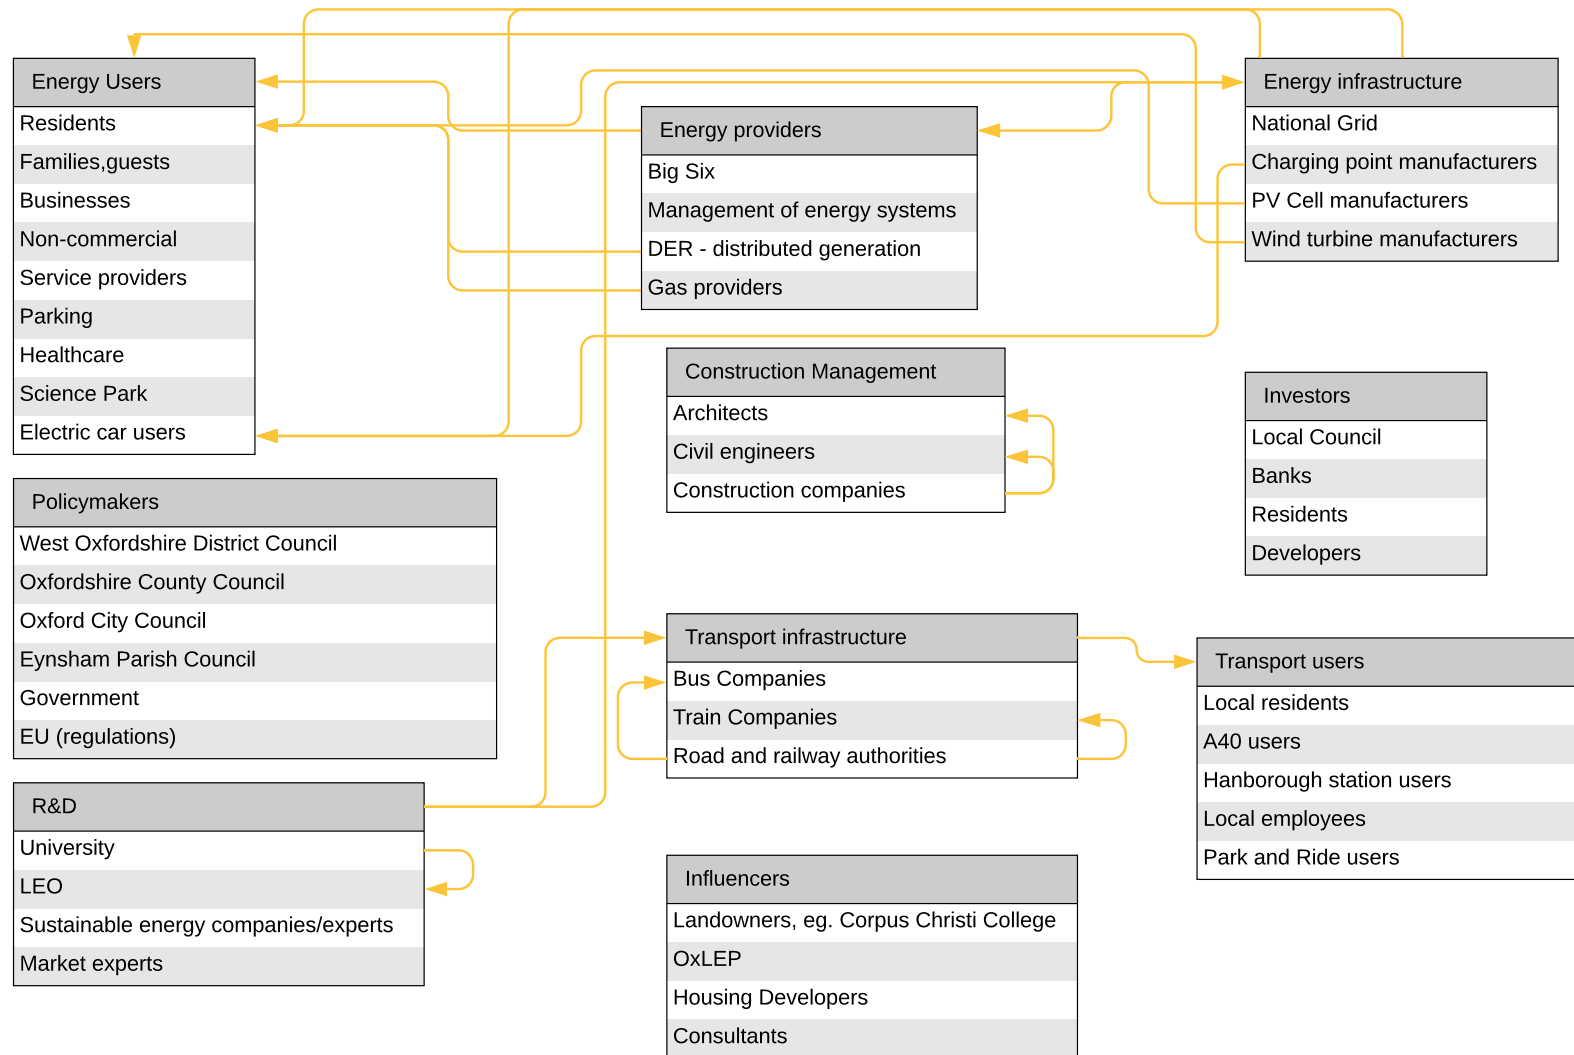 Energy Users
Residents
Families,guests
Businesses
Non-commercial
Service providers
Parking
Healthcare
Science Park
Electric car users
Energy providers
Big Six
Management of energy systems
DER - distributed generation
Gas providers
Energy infrastructure
National Grid
Charging point manufacturers
PV Cell manufacturers
Wind turbine manufacturers
Construction Management
Architects
Civil engineers
Construction companies
Investors
Local Council
Banks
Residents
Developers
Policymakers
West Oxfordshire District Council
Oxfordshire County Council
Oxford City Council
Eynsham Parish Council
Government
EU (regulations)
Transport infrastructure
Bus Companies
Train Companies
Road and railway authorities
Transport users
Local residents
A40 users
Hanborough station users
Local employees
Park and Ride users
R&D
University
LEO
Sustainable energy companies/experts
Market experts
Influencers
Landowners, eg. Corpus Christi College
OxLEP
Housing Developers
Consultants